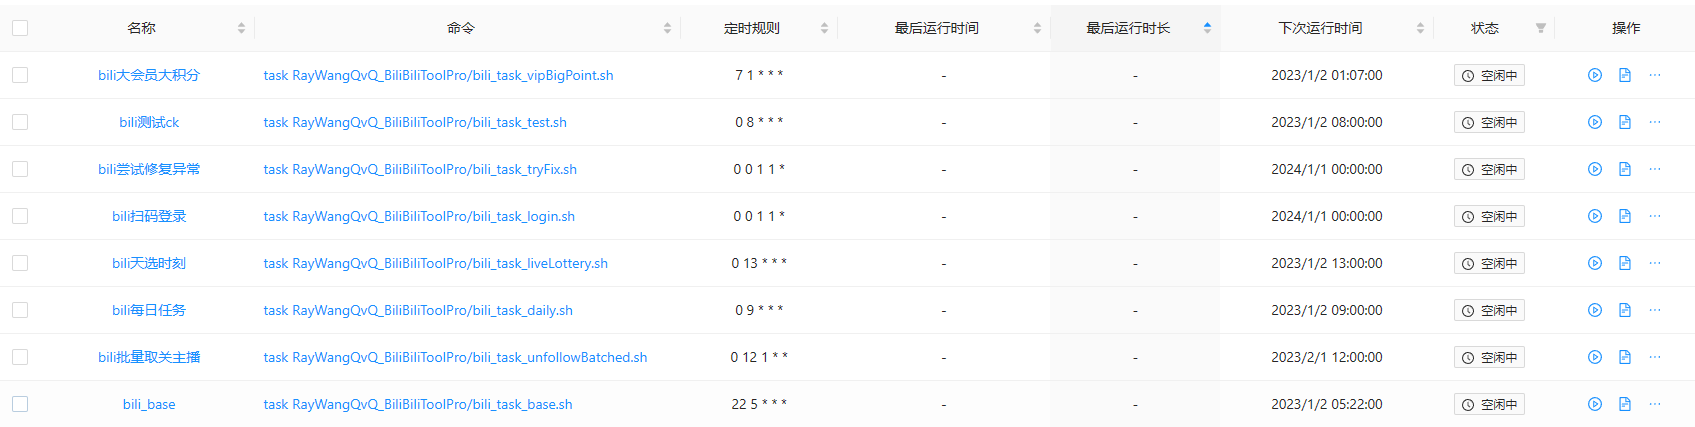 名称 命令 定时规则 最后运行时间 最后运行时长 下次运行时间 状态 操作
bili大会员大积分 task RayWangQvQ_BiliBiliToolPro/bili_task_vipBigPoint.sh 7 1 * * * - - 2023/1/2 01:07:00 空闲中
bili测试ck task RayWangQvQ_BiliBiliToolPro/bili_task_test.sh 0 8 * * * - - 2023/1/2 08:00:00 空闲中
bili尝试修复异常 task RayWangQvQ_BiliBiliToolPro/bili_task_tryFix.sh 0 0 1 1 * - - 2024/1/1 00:00:00 空闲中
bili扫码登录 task RayWangQvQ_BiliBiliToolPro/bili_task_login.sh 0 0 1 1 * - - 2024/1/1 00:00:00 空闲中
bili天选时刻 task RayWangQvQ_BiliBiliToolPro/bili_task_liveLottery.sh 0 13 * * * - - 2023/1/2 13:00:00 空闲中
bili每日任务 task RayWangQvQ_BiliBiliToolPro/bili_task_daily.sh 0 9 * * * - - 2023/1/2 09:00:00 空闲中
bili批量取关主播 task RayWangQvQ_BiliBiliToolPro/bili_task_unfollowBatched.sh 0 12 1 * * - - 2023/2/1 12:00:00 空闲中
bili_base task RayWangQvQ_BiliBiliToolPro/bili_task_base.sh 22 5 * * * - - 2023/1/2 05:22:00 空闲中